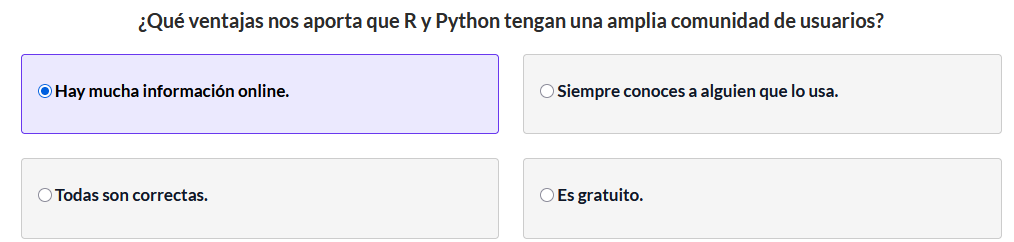 ¿Qué ventajas nos aporta que R y Python tengan una amplia comunidad de usuarios?
Hay mucha información online.
Siempre conoces a alguien que lo usa.
Todas son correctas.
Es gratuito.